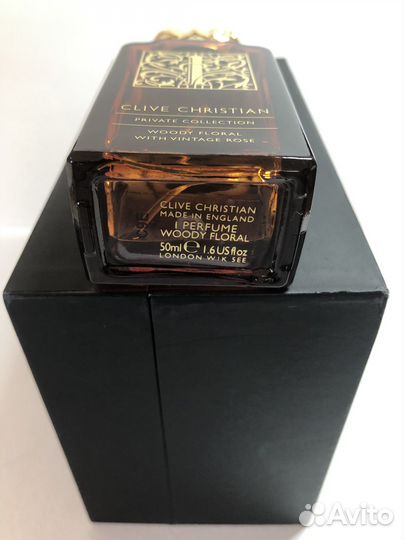 CLIVE CHRISTIAN
PRIVATE COLLECTION
WOODY FLORAL
WITH VINTAGE ROSE
CLIVE CHRISTIAN
MADE IN ENGLAND
I PERFUME
WOODY FLORAL
50ml e 1.6 US fl oz
LONDON W1K 5EE
Avito